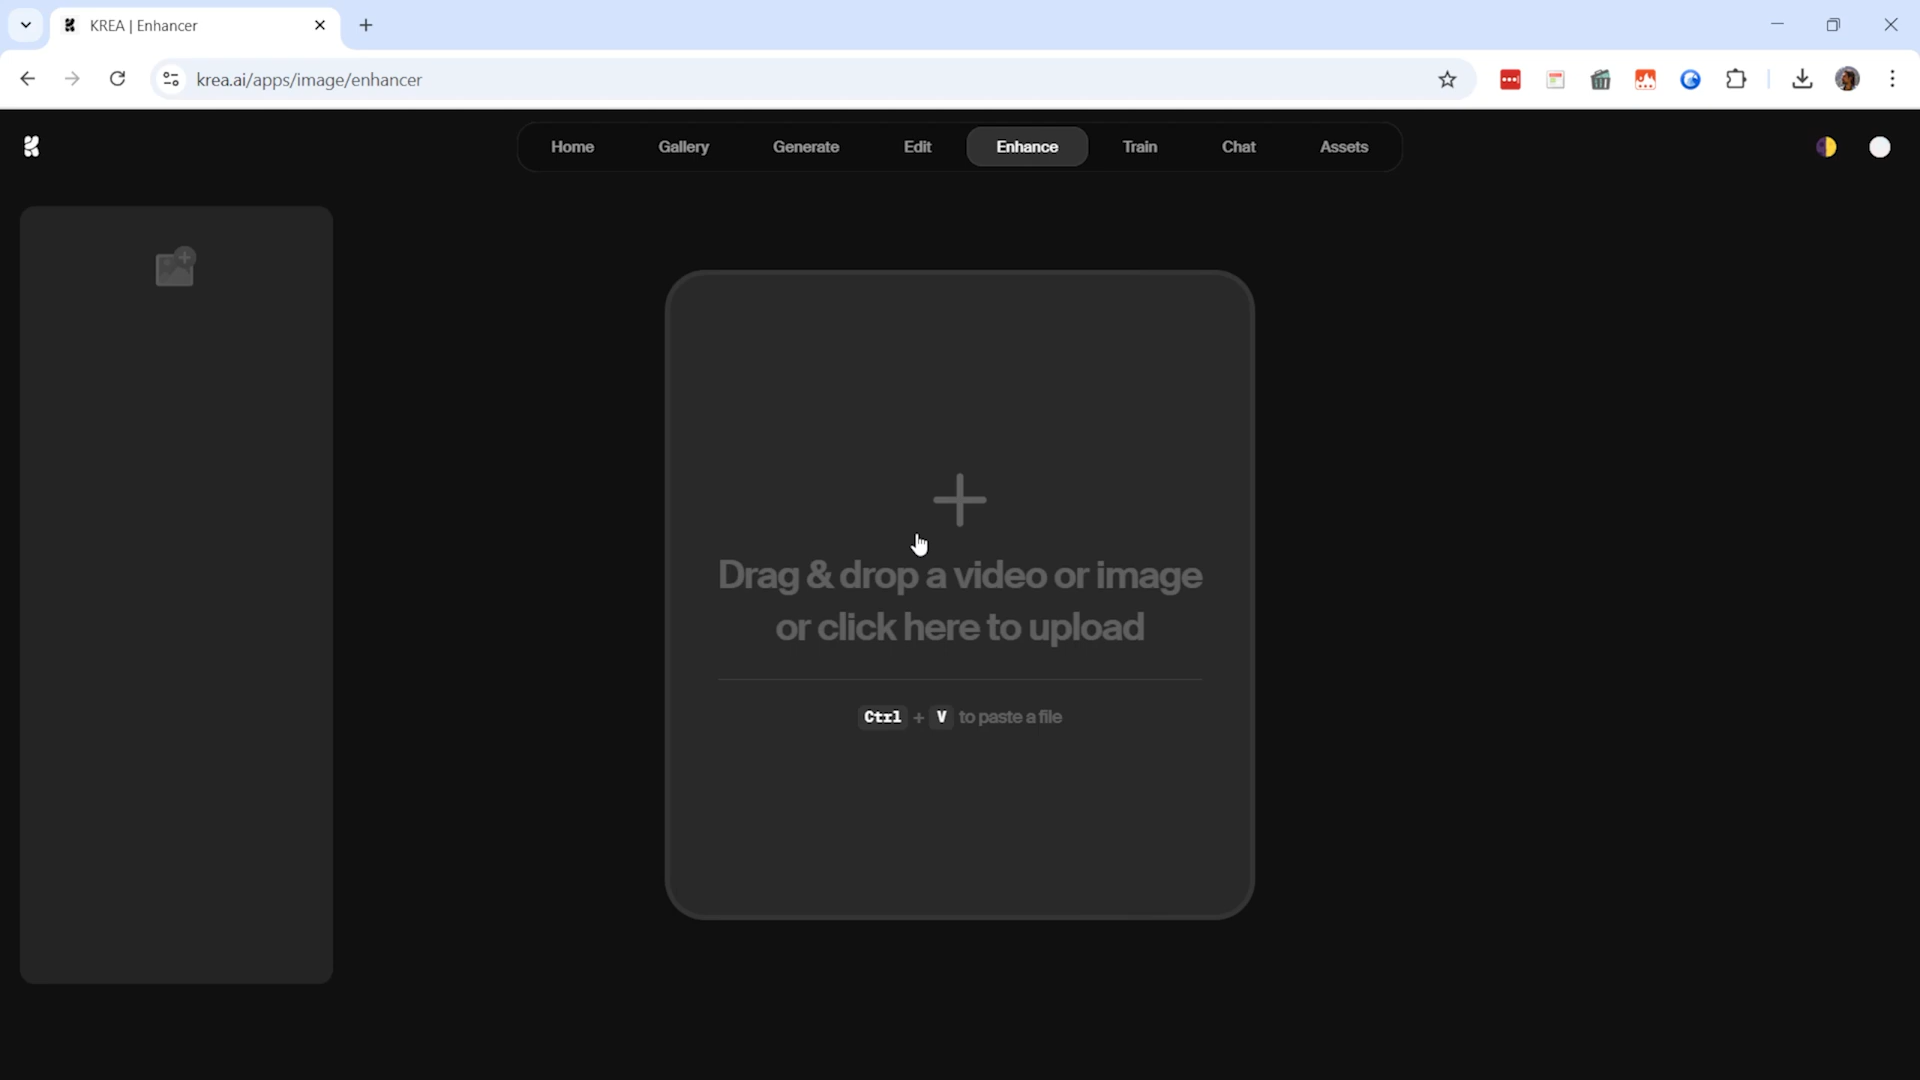 KREA | Enhancer
krea.ai/apps/image/enhancer
Home Gallery Generate Edit Enhance Train Chat Assets
Drag & drop a video or image
or click here to upload
Ctrl + V to paste a file